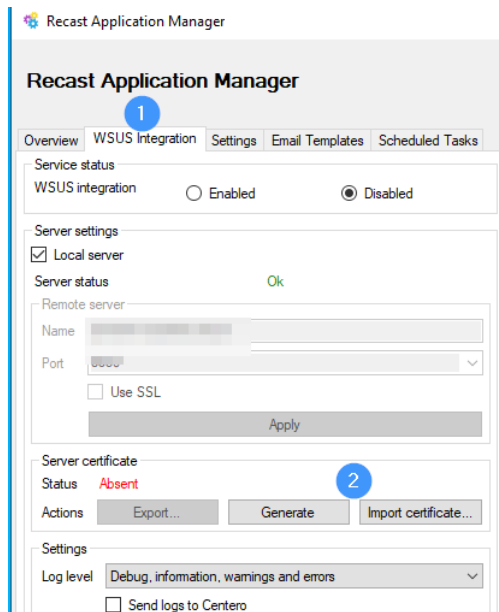 Recast Application Manager
Recast Application Manager
1
Overview WSUS Integration Settings Email Templates Scheduled Tasks
Service status
WSUS integration Enabled Disabled
Server settings
Local server
Server status Ok
Remote server
Name
Port
Use SSL
Apply
Server certificate
Status Absent
2
Actions Export... Generate Import certificate...
Settings
Log level Debug, information, warnings and errors
Send logs to Centero